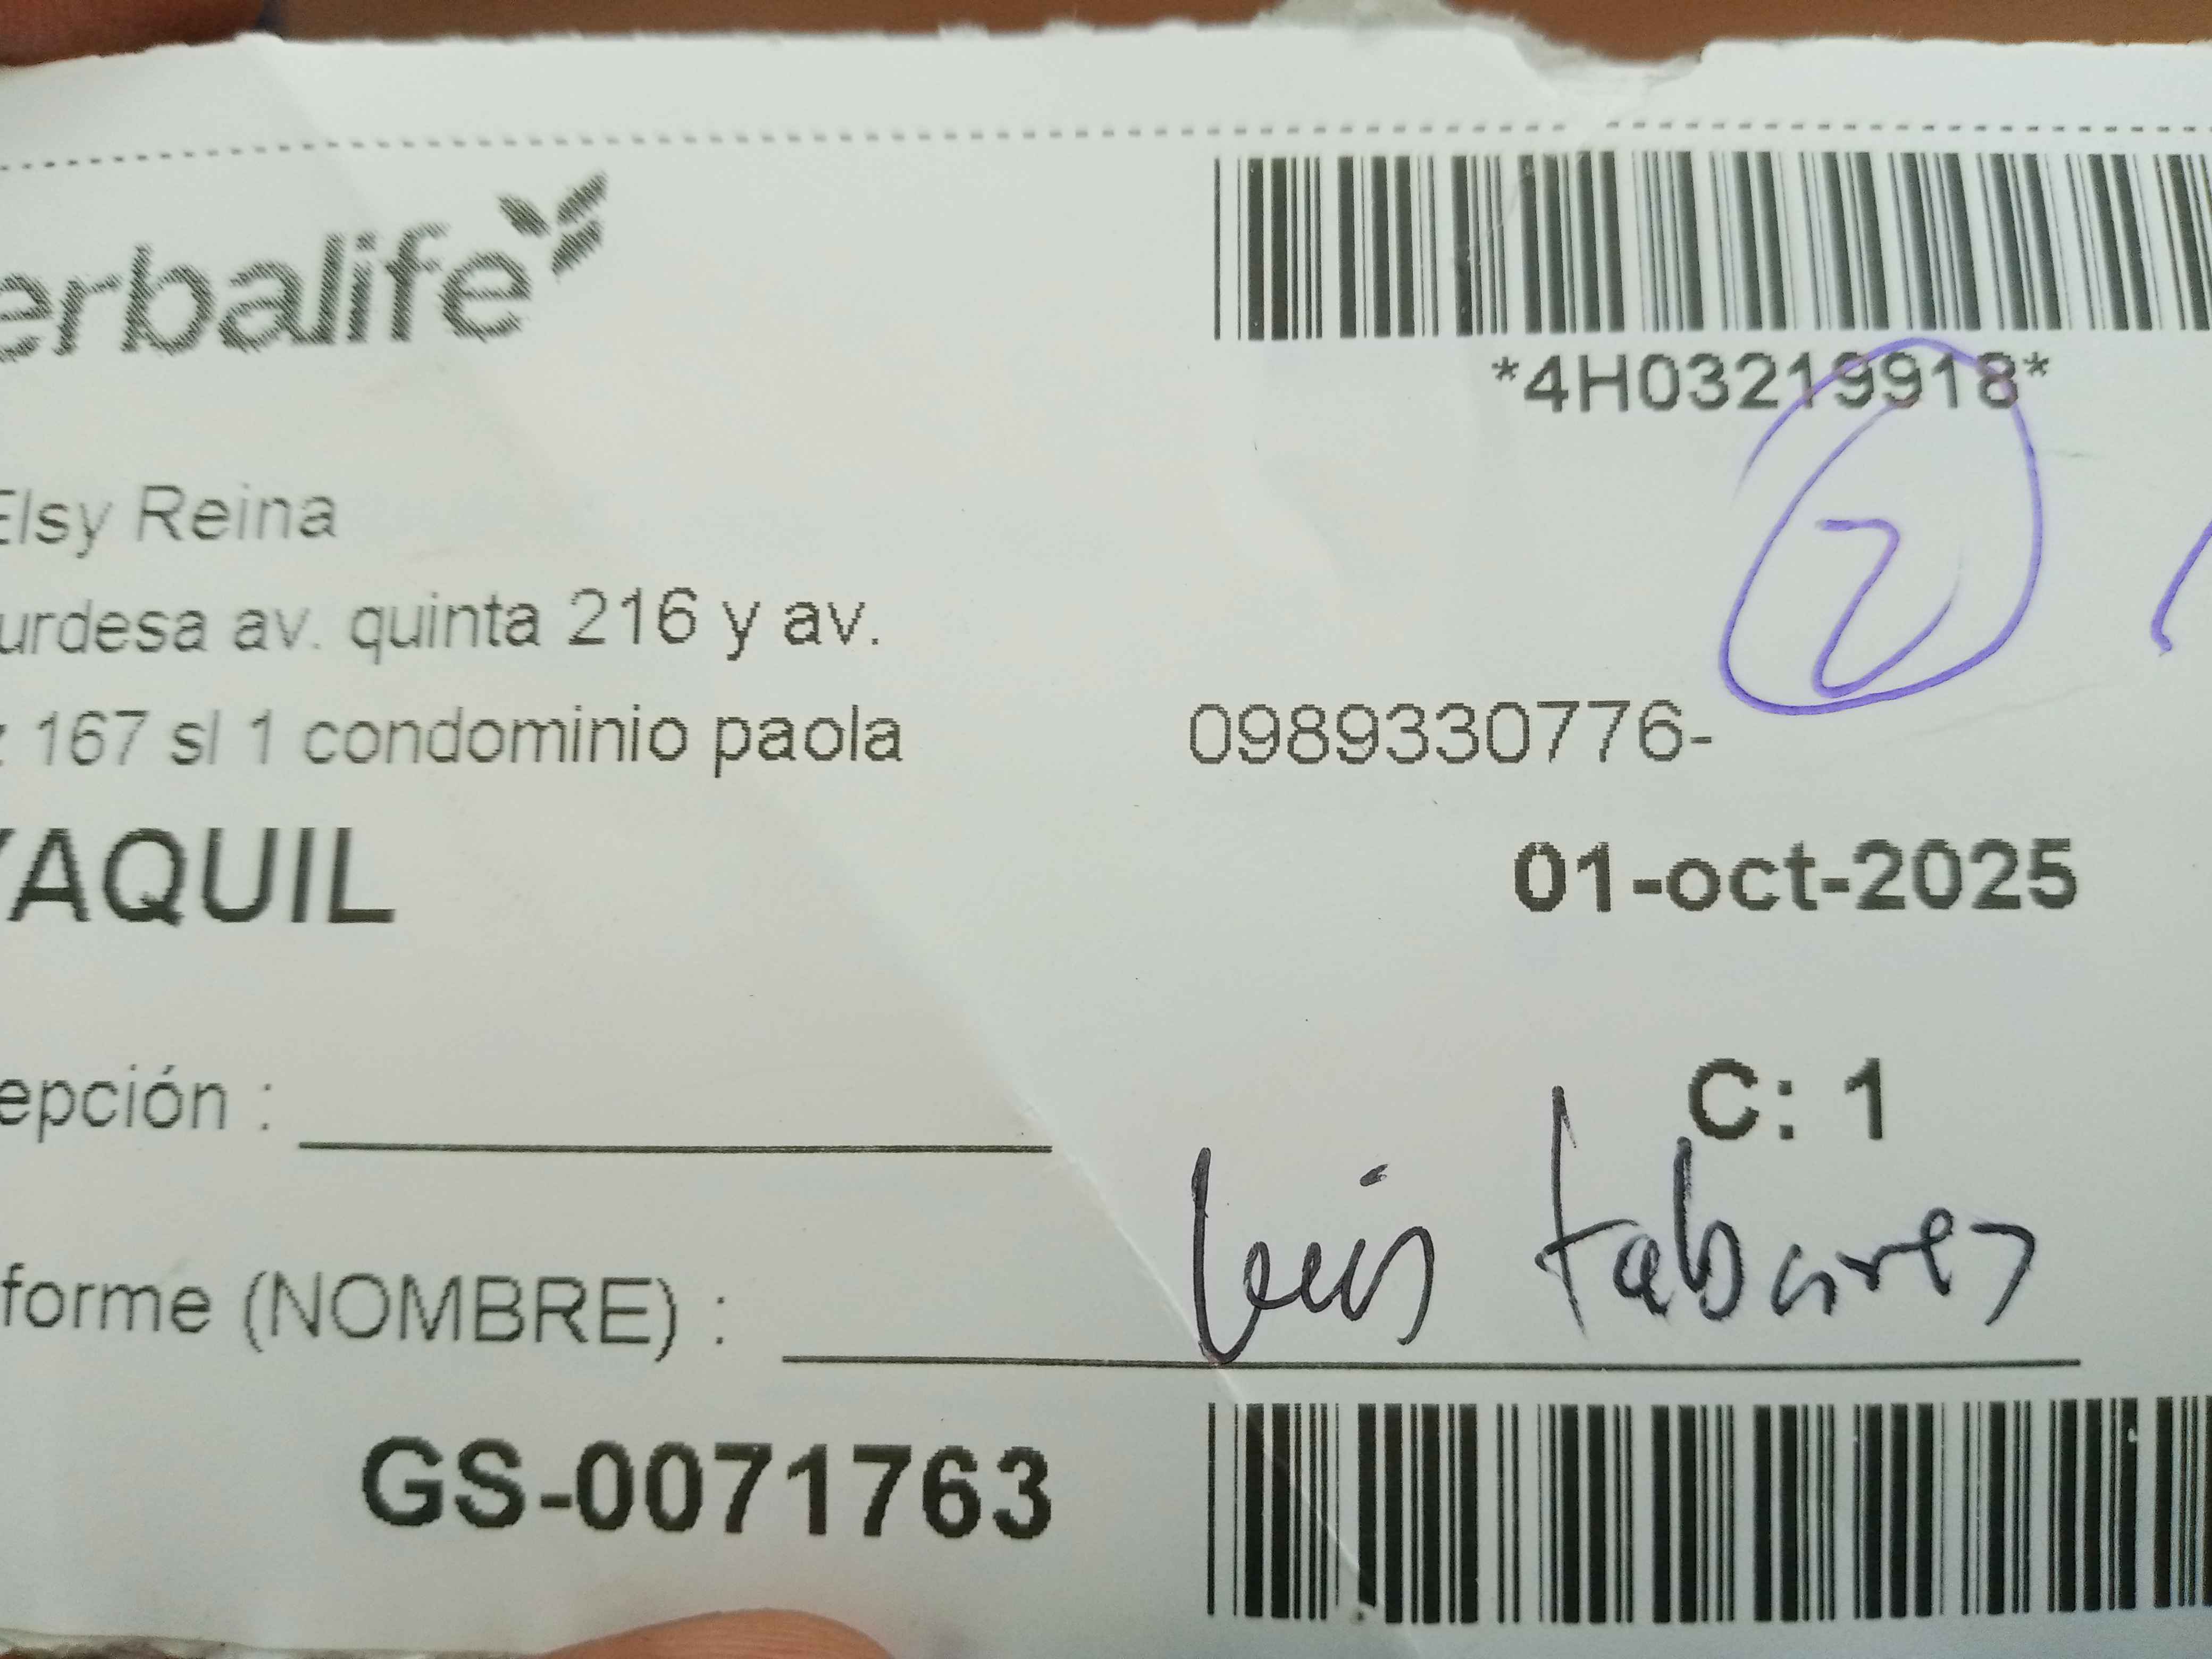 erbalife
*4H03219918*
Elsy Reina
2
urdesa av. quinta 216 y av.
167 sl 1 condominio paola 0989330776-
YAQUIL 01-oct-2025
epción : C: 1
forme (NOMBRE) : luis tabares
GS-0071763